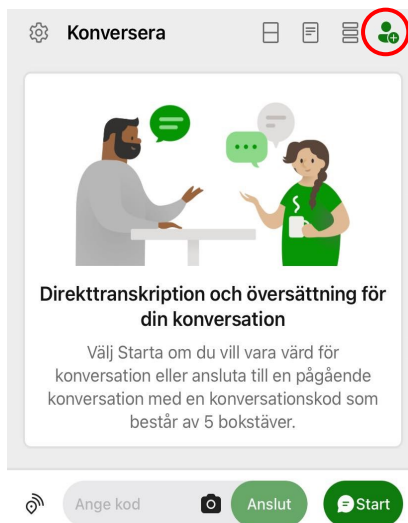 Konversera
Direkttranskription och översättning för
din konversation
Välj Starta om du vill vara värd för
konversation eller ansluta till en pågående
konversation med en konversationskod som
består av 5 bokstäver.
Ange kod
Anslut
Start